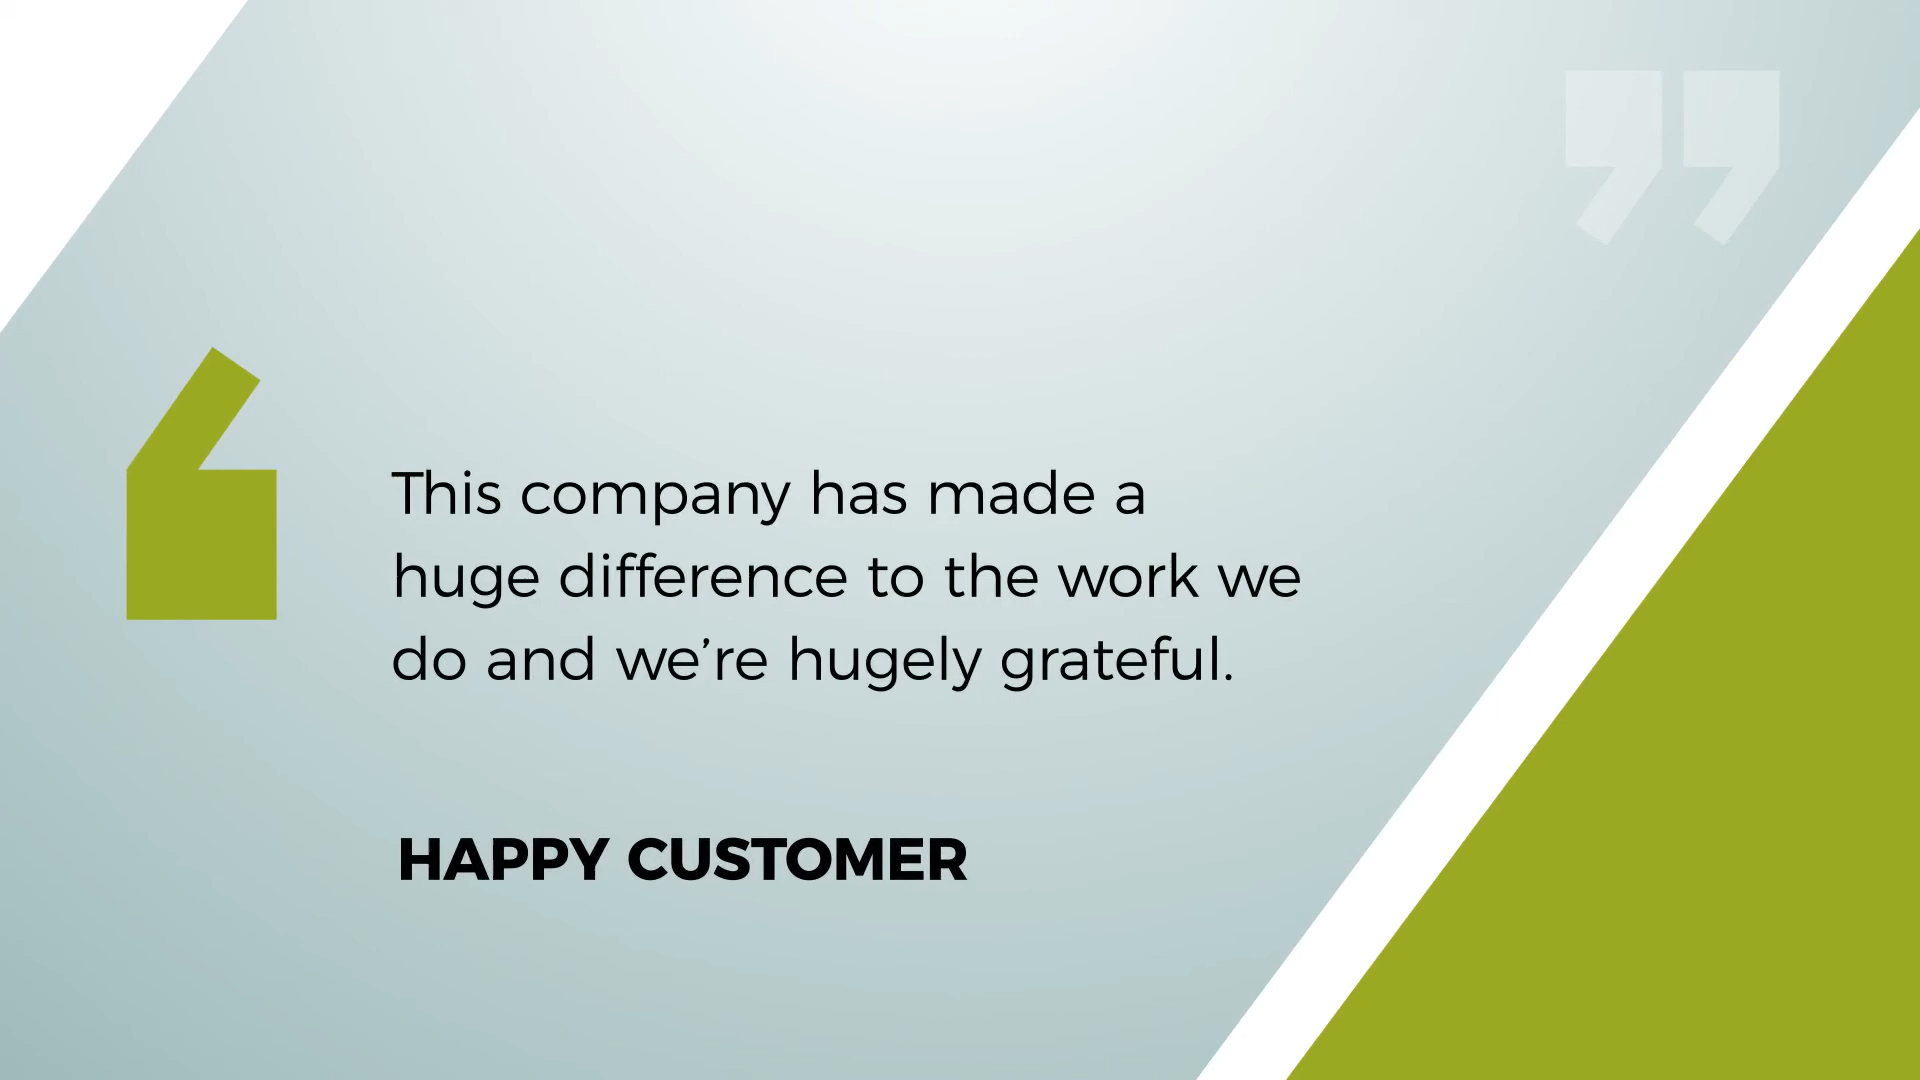 This company has made a
huge difference to the work we
do and we’re hugely grateful.
HAPPY CUSTOMER